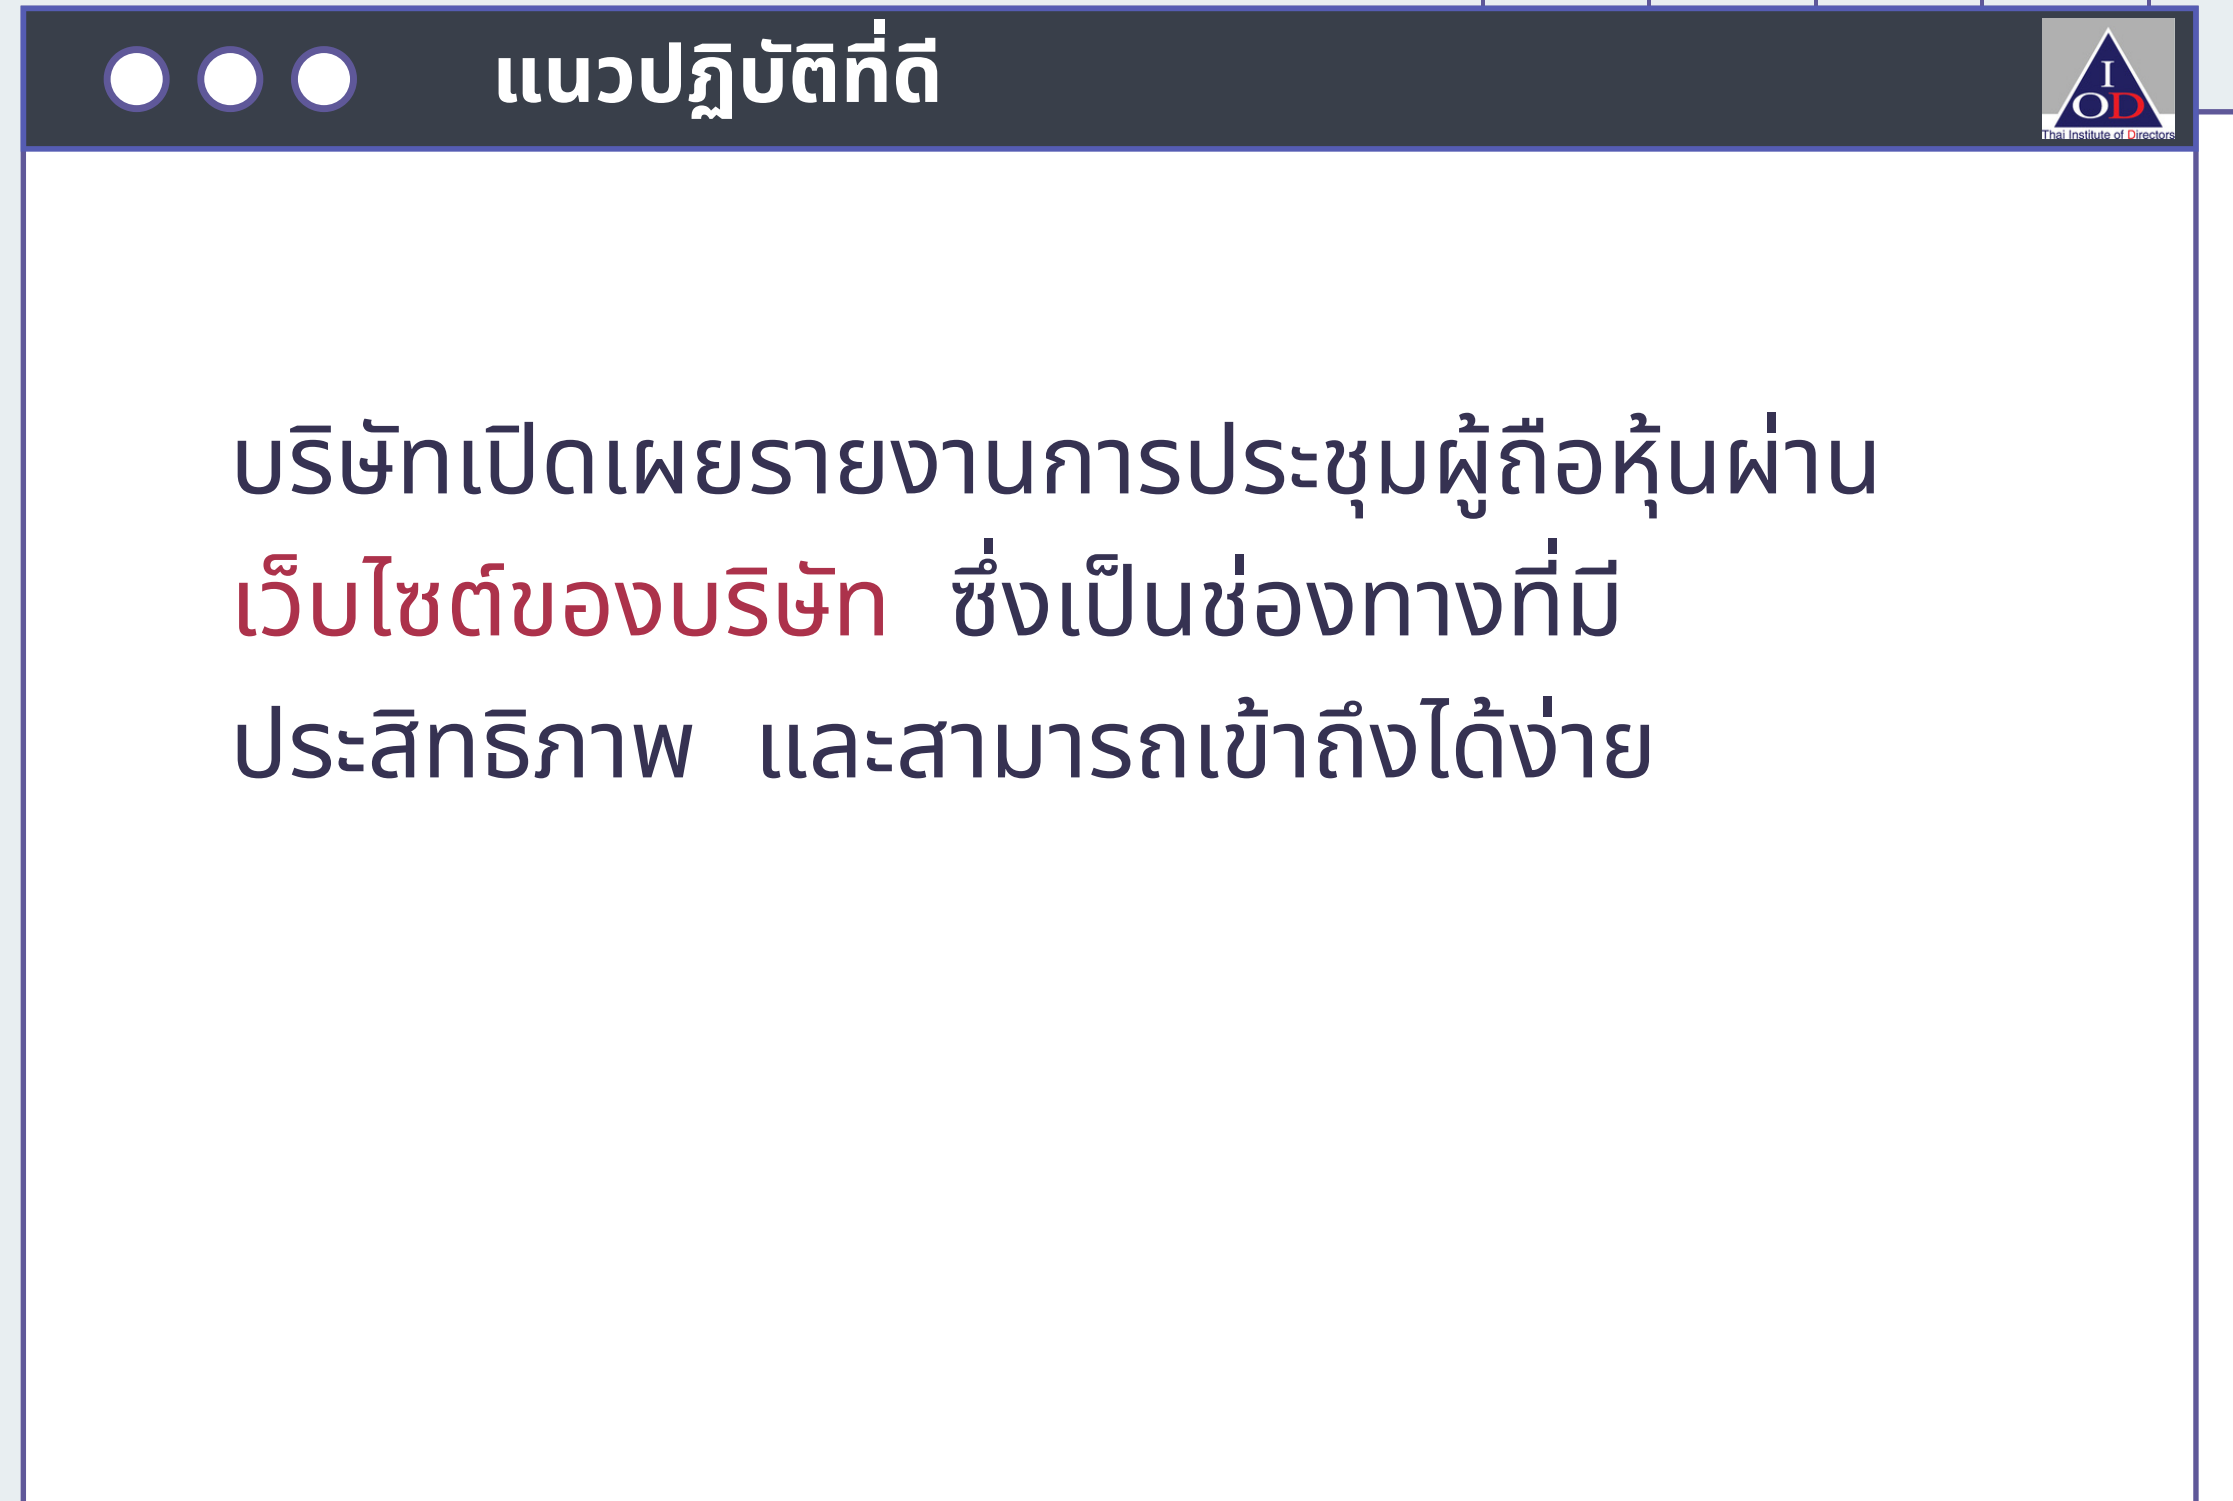 แนวปฏิบัติที่ดี
I
OD
Thai Institute of Directors
บริษัทเปิดเผยรายงานการประชุมผู้ถือหุ้นผ่าน
เว็บไซต์ของบริษัท ซึ่งเป็นช่องทางที่มี
ประสิทธิภาพ และสามารถเข้าถึงได้ง่าย